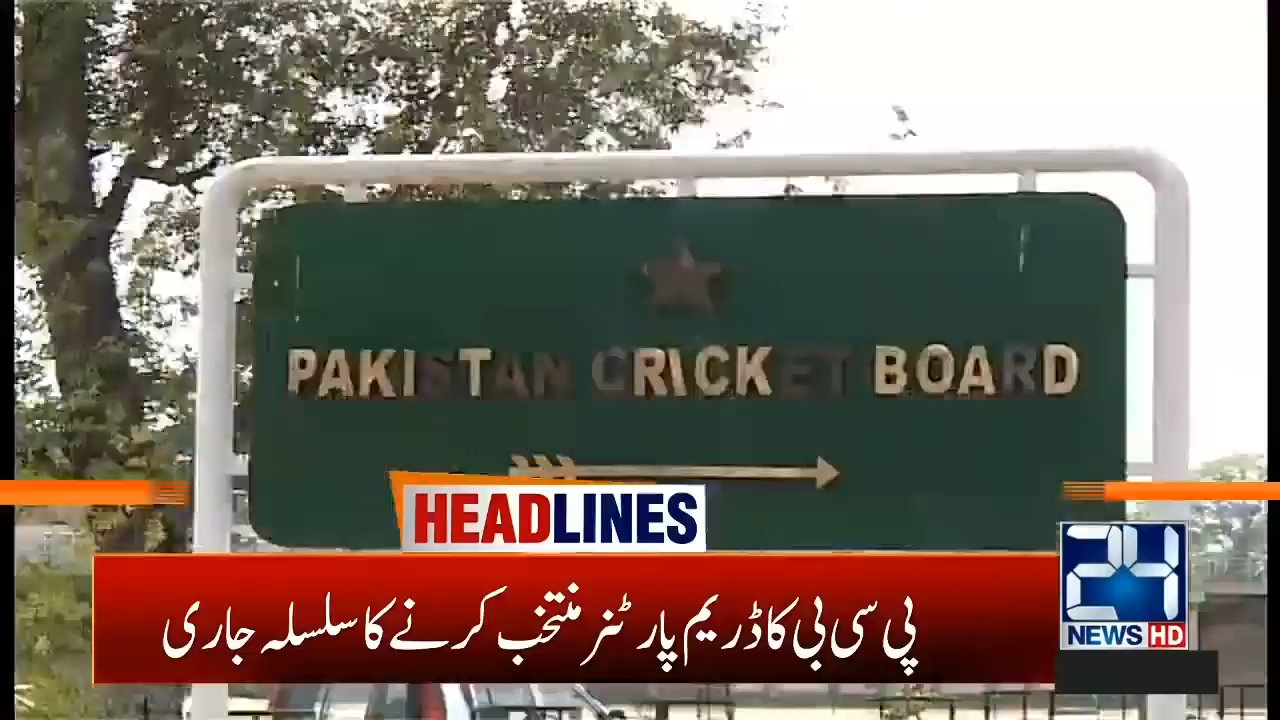 PAKISTAN CRICKET BOARD
HEADLINES
پی سی بی کا ڈریم پارٹنر منتخب کرنے کا سلسلہ جاری
24
NEWS HD